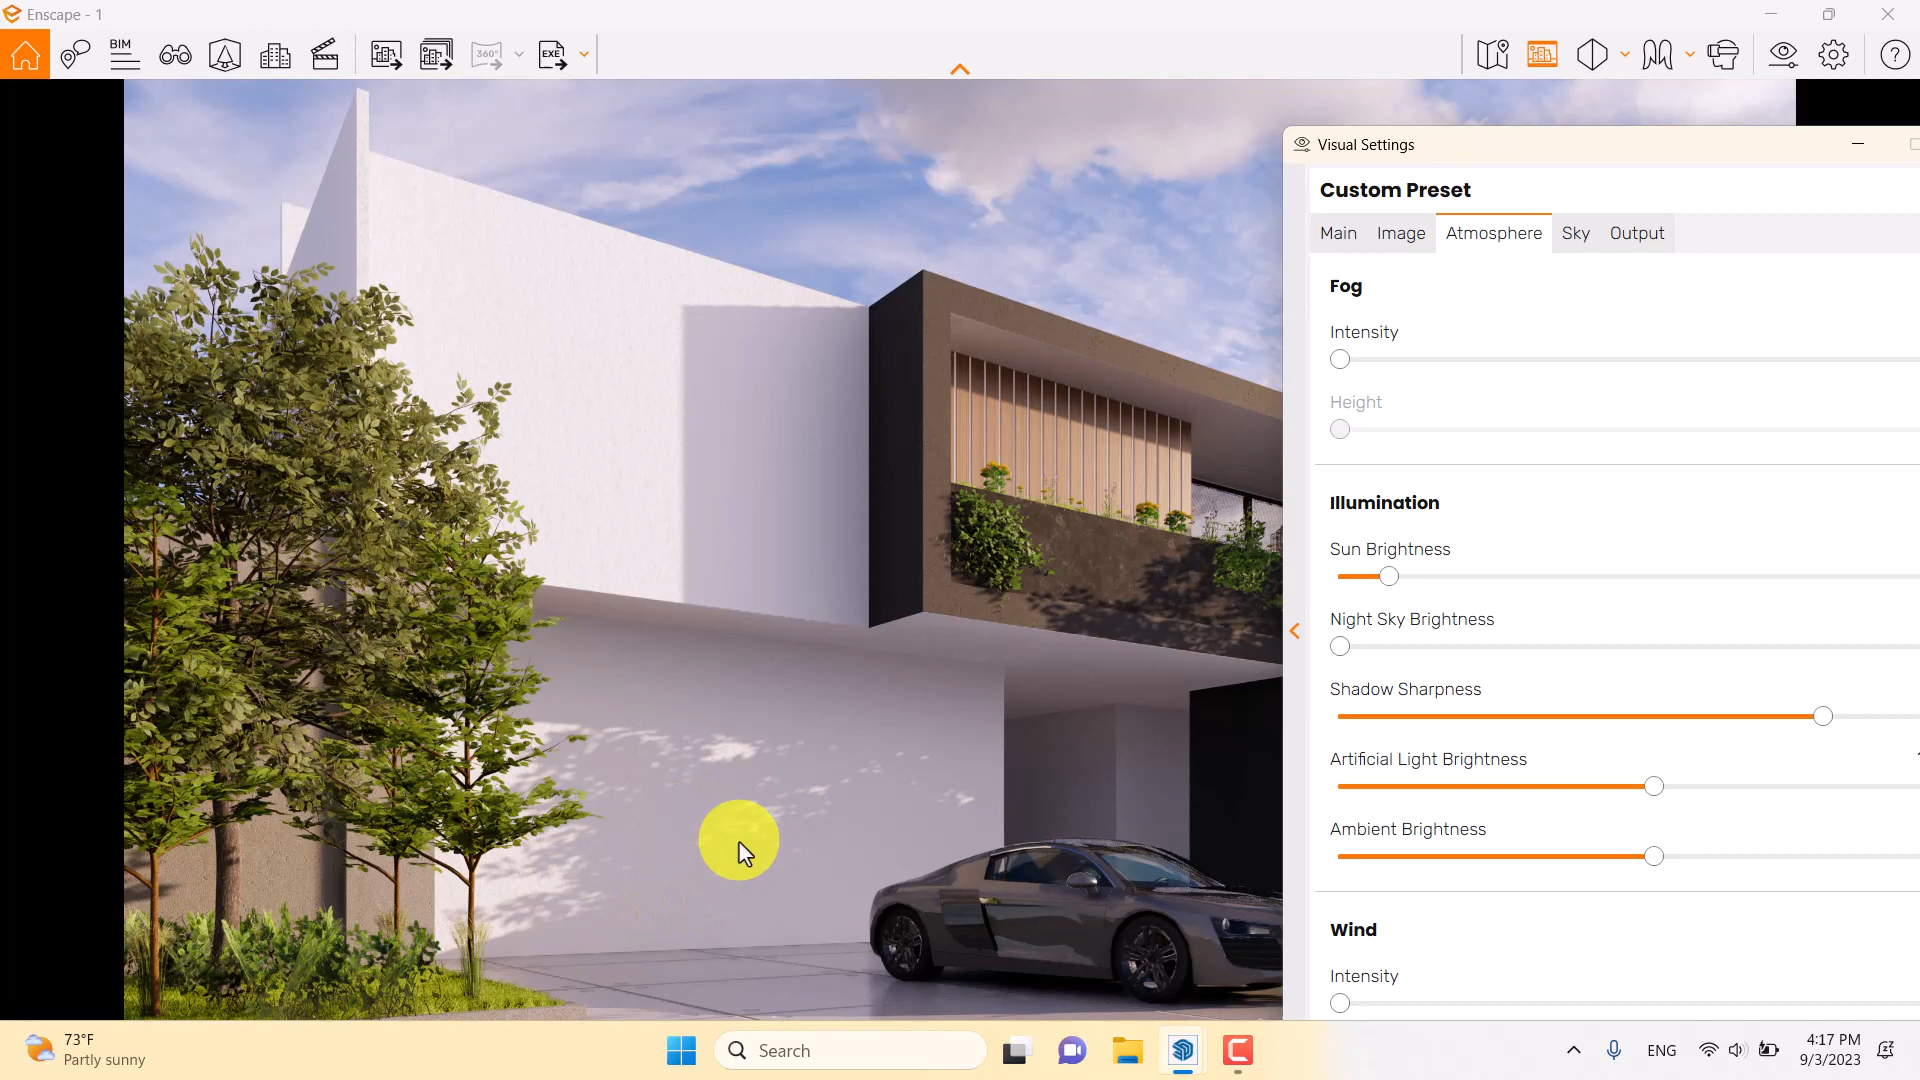 Enscape - 1
BIM
360°
EXE
?
Visual Settings
Custom Preset
Main
Image
Atmosphere
Sky
Output
Fog
Intensity
Height
Illumination
Sun Brightness
Night Sky Brightness
Shadow Sharpness
Artificial Light Brightness
Ambient Brightness
Wind
Intensity
73°F
Partly sunny
Search
ENG
4:17 PM
9/3/2023